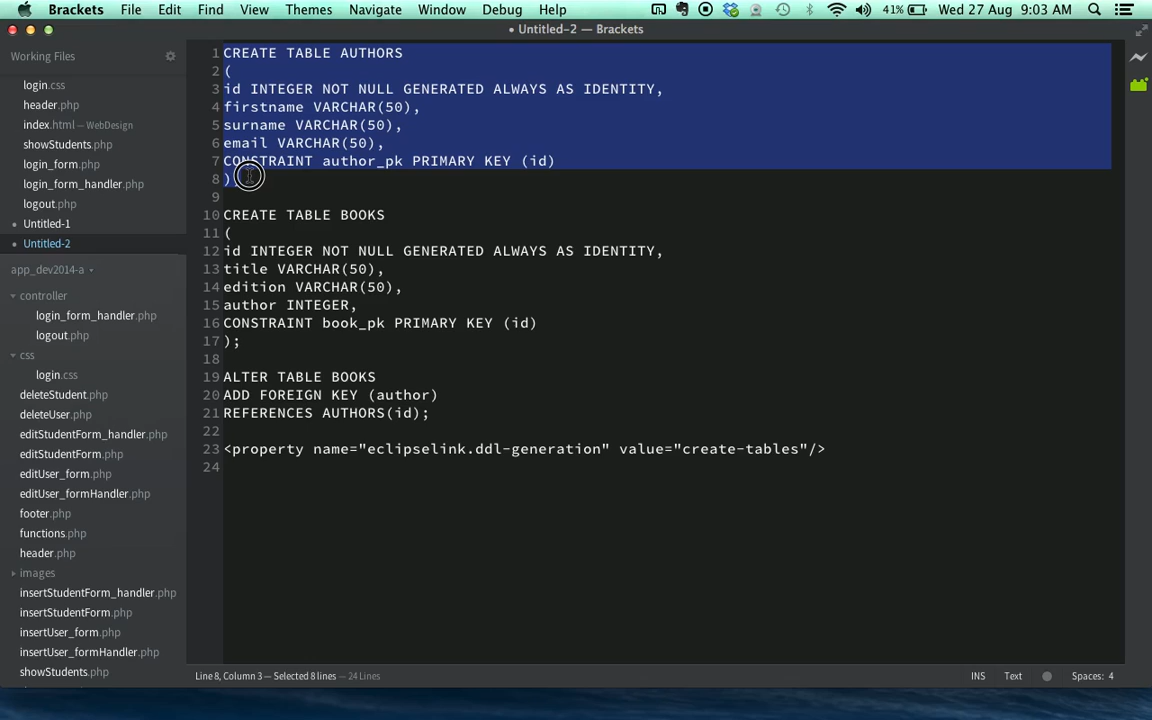 Brackets File Edit Find View Themes Navigate Window Debug Help 41% Wed 27 Aug 9:03 AM
• Untitled-2 — Brackets
Working Files
login.css
header.php
index.html — WebDesign
showStudents.php
login_form.php
login_form_handler.php
logout.php
Untitled-1
Untitled-2
app_dev2014-a
controller
login_form_handler.php
logout.php
css
login.css
deleteStudent.php
deleteUser.php
editStudentForm_handler.php
editStudentForm.php
editUser_form.php
editUser_formHandler.php
footer.php
functions.php
header.php
images
insertStudentForm_handler.php
insertStudentForm.php
insertUser_form.php
insertUser_formHandler.php
showStudents.php
1 CREATE TABLE AUTHORS
2 (
3 id INTEGER NOT NULL GENERATED ALWAYS AS IDENTITY,
4 firstname VARCHAR(50),
5 surname VARCHAR(50),
6 email VARCHAR(50),
7 CONSTRAINT author_pk PRIMARY KEY (id)
8 );
9
10 CREATE TABLE BOOKS
11 (
12 id INTEGER NOT NULL GENERATED ALWAYS AS IDENTITY,
13 title VARCHAR(50),
14 edition VARCHAR(50),
15 author INTEGER,
16 CONSTRAINT book_pk PRIMARY KEY (id)
17 );
18
19 ALTER TABLE BOOKS
20 ADD FOREIGN KEY (author)
21 REFERENCES AUTHORS(id);
22
23 <property name="eclipselink.ddl-generation" value="create-tables"/>
24
Line 8, Column 3 — Selected 8 lines — 24 Lines INS Text Spaces: 4